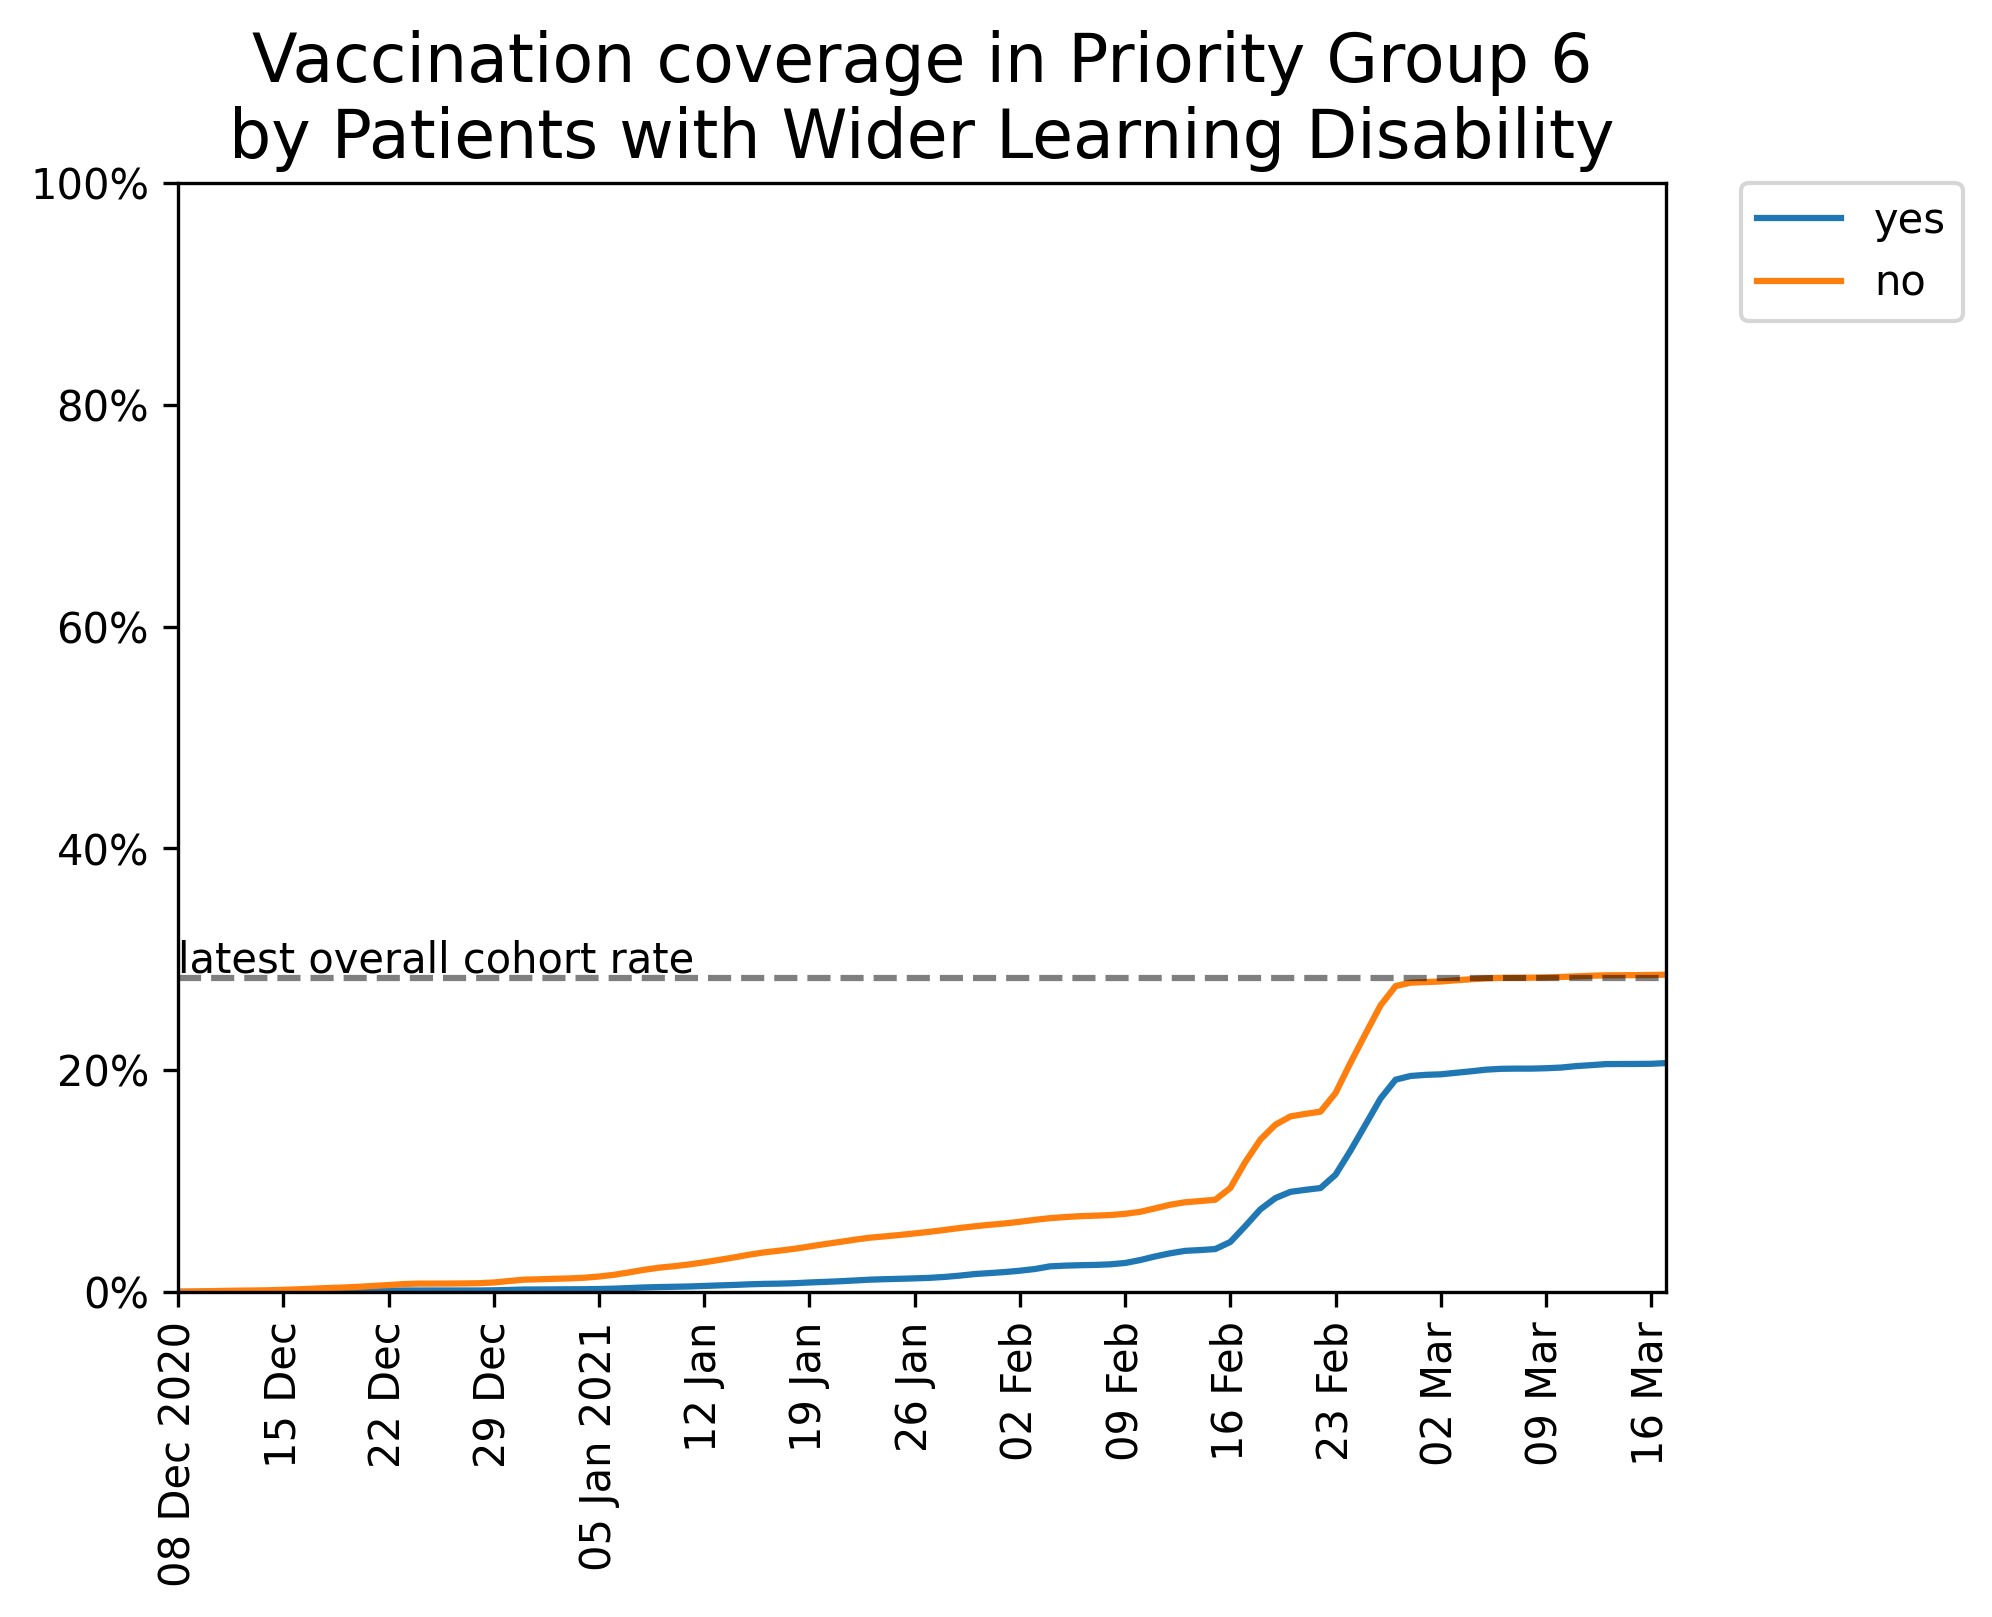 Vaccination coverage in Priority Group 6
by Patients with Wider Learning Disability
100%
80%
60%
40%
20%
0%
latest overall cohort rate
yes
no
08 Dec 2020
15 Dec
22 Dec
29 Dec
05 Jan 2021
12 Jan
19 Jan
26 Jan
02 Feb
09 Feb
16 Feb
23 Feb
02 Mar
09 Mar
16 Mar